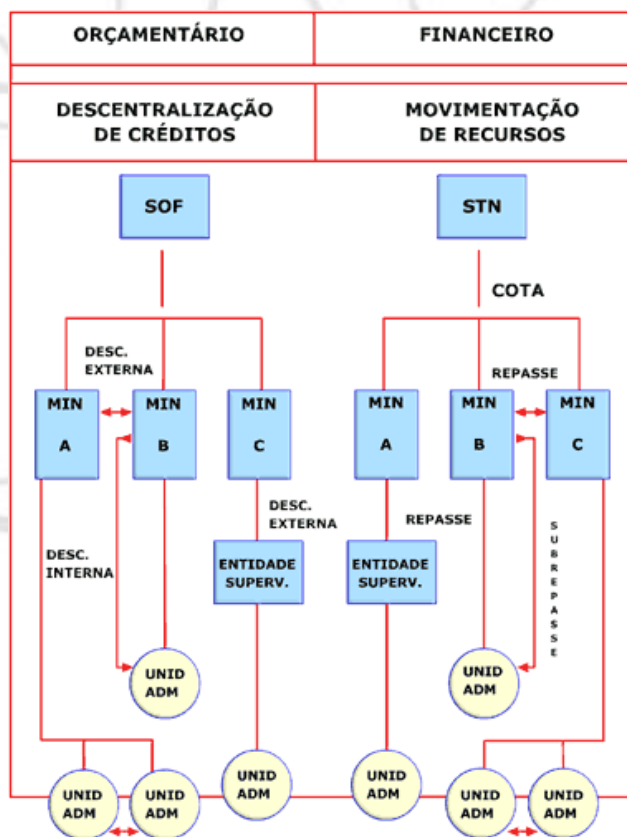 ORÇAMENTÁRIO
FINANCEIRO
DESCENTRALIZAÇÃO
DE CRÉDITOS
MOVIMENTAÇÃO
DE RECURSOS
SOF
STN
COTA
DESC.
EXTERNA
REPASSE
MIN
A
MIN
B
MIN
C
MIN
A
MIN
B
MIN
C
DESC.
EXTERNA
REPASSE
DESC.
INTERNA
ENTIDADE
SUPERV.
ENTIDADE
SUPERV.
SUBREPASSE
UNID
ADM
UNID
ADM
UNID
ADM
UNID
ADM
UNID
ADM
UNID
ADM
UNID
ADM
UNID
ADM